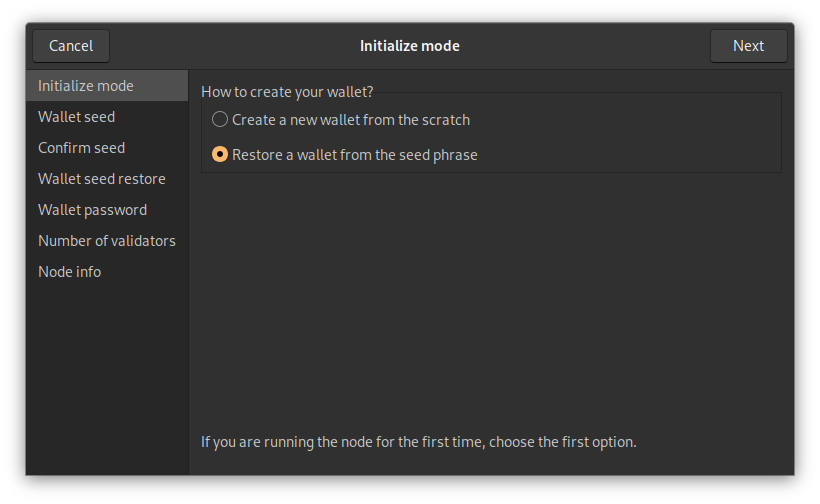 Cancel
Initialize mode
Next
Initialize mode
Wallet seed
Confirm seed
Wallet seed restore
Wallet password
Number of validators
Node info
How to create your wallet?
Create a new wallet from the scratch
Restore a wallet from the seed phrase
If you are running the node for the first time, choose the first option.